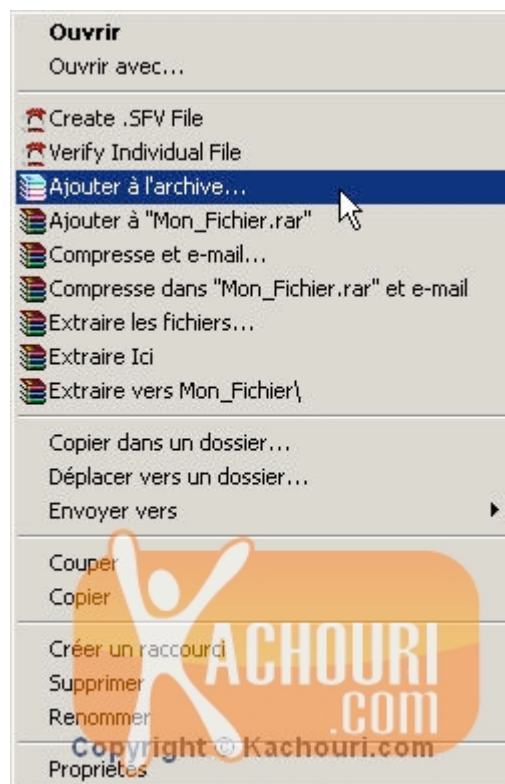 Ouvrir
Ouvrir avec...
Create .SFV File
Verify Individual File
Ajouter à l'archive...
Ajouter à "Mon_Fichier.rar"
Compresse et e-mail...
Compresse dans "Mon_Fichier.rar" et e-mail
Extraire les fichiers...
Extraire Ici
Extraire vers Mon_Fichier\
Copier dans un dossier...
Déplacer vers un dossier...
Envoyer vers
Couper
Copier
Créer un raccourci
Supprimer
Renommer
KACHOURI
.COM
Copyright © Kachouri.com
Propriétés